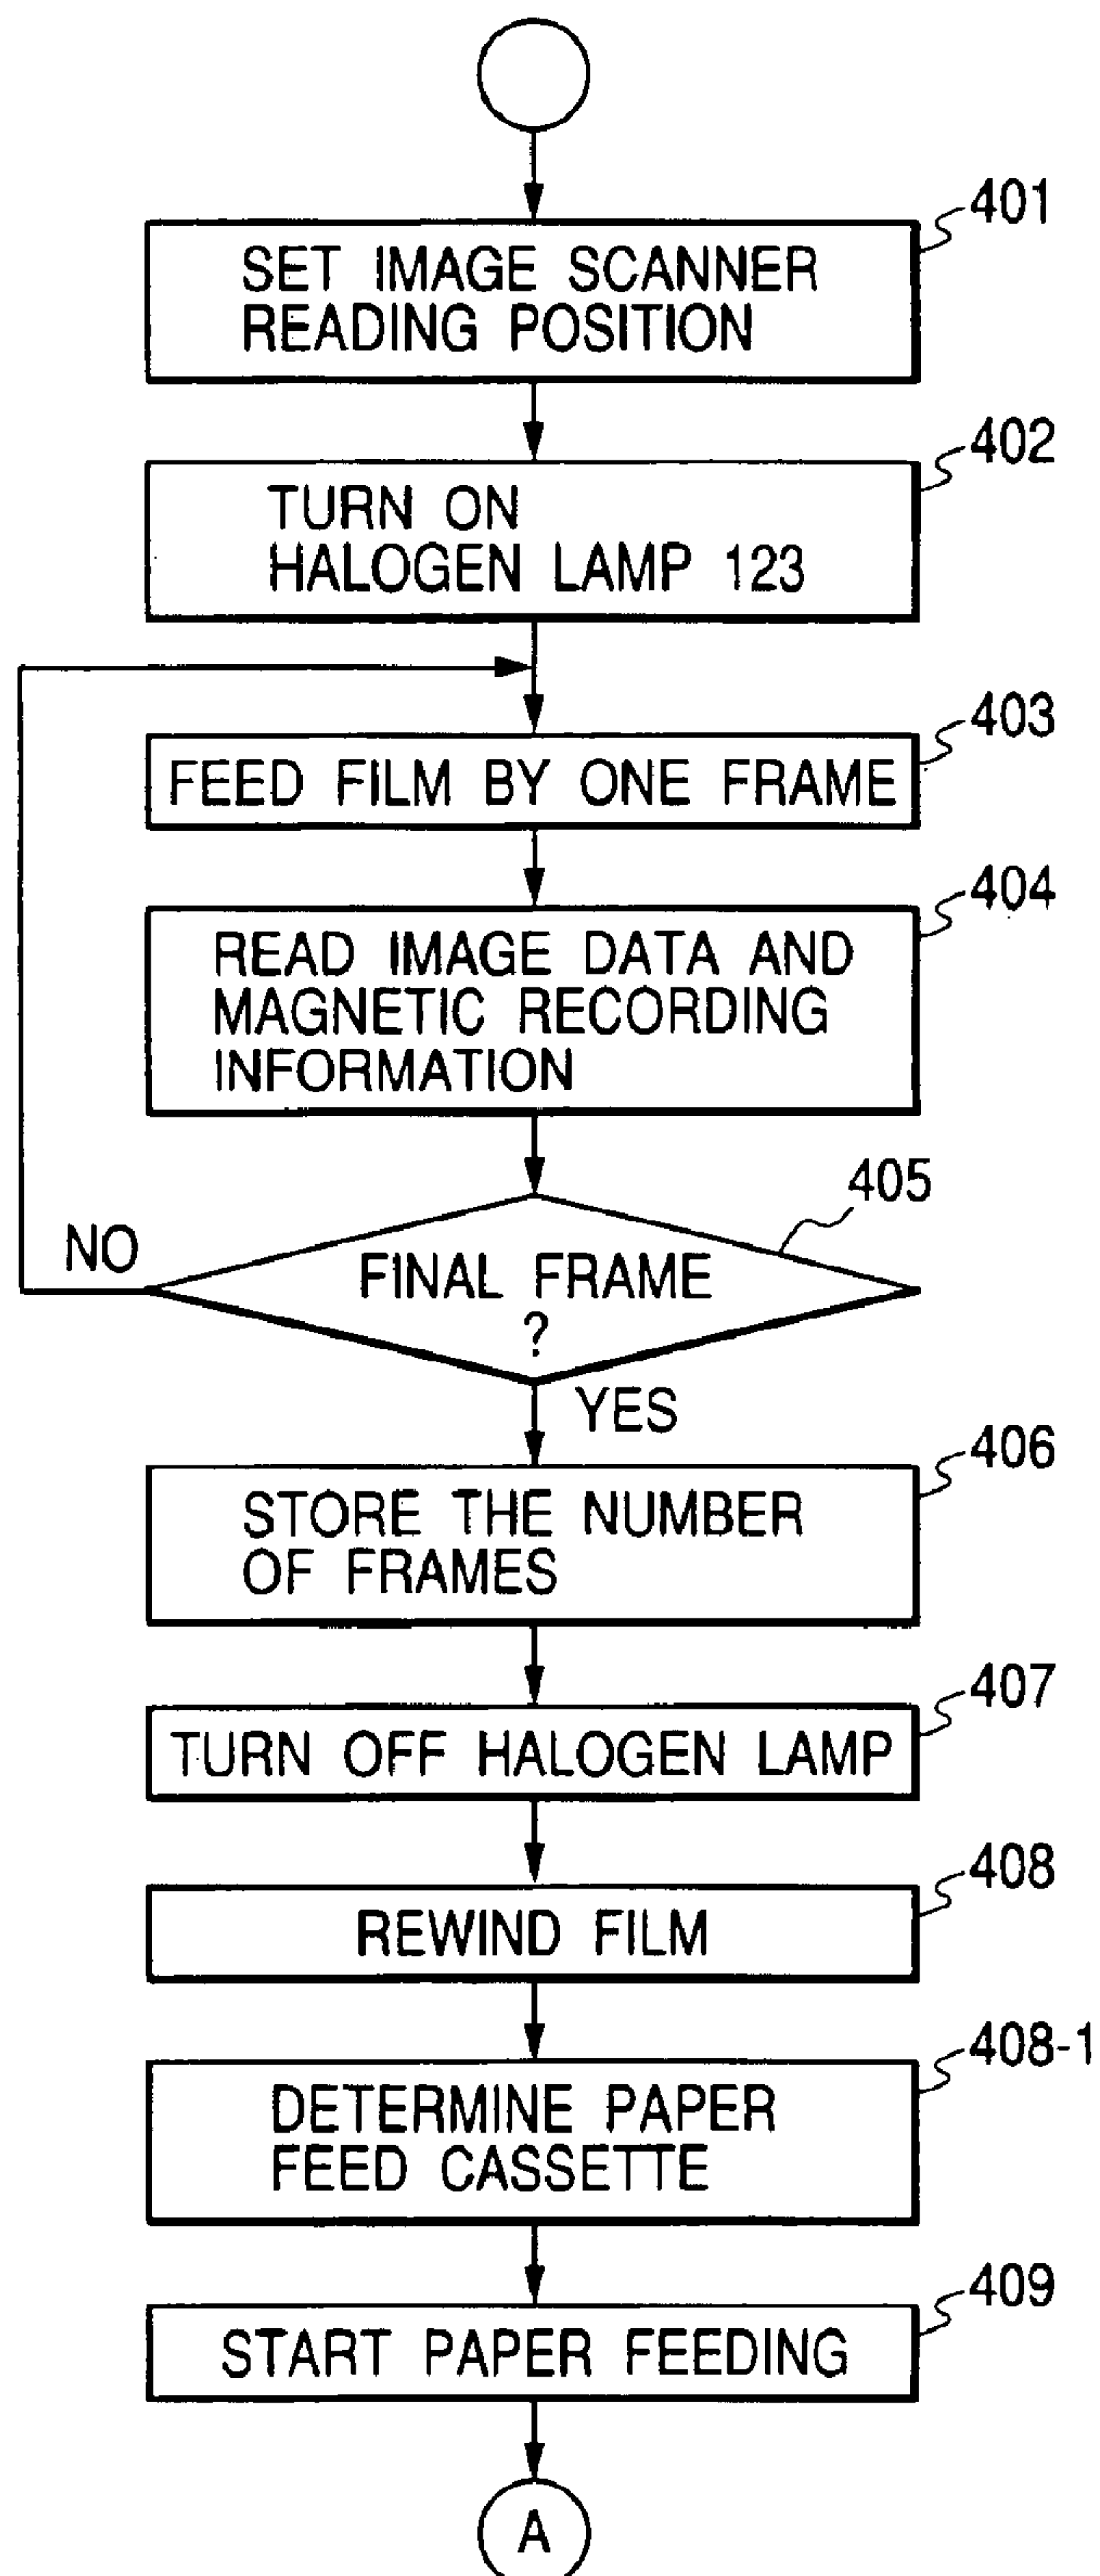 401
SET IMAGE SCANNER
READING POSITION
402
TURN ON
HALOGEN LAMP 123
403
FEED FILM BY ONE FRAME
404
READ IMAGE DATA AND
MAGNETIC RECORDING
INFORMATION
405
NO
FINAL FRAME
?
YES
406
STORE THE NUMBER
OF FRAMES
407
TURN OFF HALOGEN LAMP
408
REWIND FILM
408-1
DETERMINE PAPER
FEED CASSETTE
409
START PAPER FEEDING
A